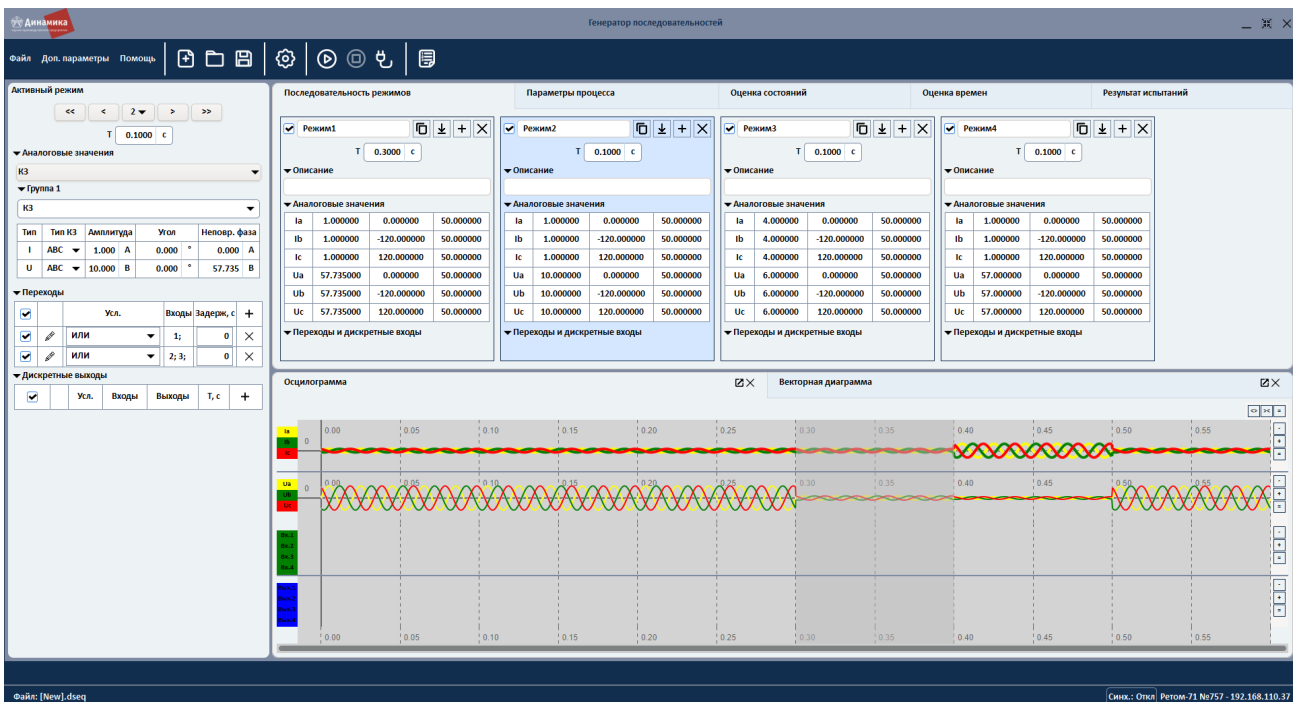 Динамика
Генератор последовательностей
Файл Доп. параметры Помощь
Активный режим
<< < 2 > >>
T 0.1000 с
Аналоговые значения
КЗ
Группа 1
КЗ
Тип Тип КЗ Амплитуда Угол Неповр. фаза
I ABC 1.000 А 0.000 ° 0.000 А
U ABC 10.000 В 0.000 ° 57.735 В
Переходы
Усл. Входы Задерж, с +
ИЛИ 1; 0
ИЛИ 2; 3; 0
Дискретные выходы
Усл. Входы Выходы T, с +
Последовательность режимов Параметры процесса Оценка состояний Оценка времен Результат испытаний
Режим1
T 0.3000 с
Описание
Аналоговые значения
Ia 1.000000 0.000000 50.000000
Ib 1.000000 -120.000000 50.000000
Ic 1.000000 120.000000 50.000000
Ua 57.735000 0.000000 50.000000
Ub 57.735000 -120.000000 50.000000
Uc 57.735000 120.000000 50.000000
Переходы и дискретные входы
Режим2
T 0.1000 с
Описание
Аналоговые значения
Ia 1.000000 0.000000 50.000000
Ib 1.000000 -120.000000 50.000000
Ic 1.000000 120.000000 50.000000
Ua 10.000000 0.000000 50.000000
Ub 10.000000 -120.000000 50.000000
Uc 10.000000 120.000000 50.000000
Переходы и дискретные входы
Режим3
T 0.1000 с
Описание
Аналоговые значения
Ia 4.000000 0.000000 50.000000
Ib 4.000000 -120.000000 50.000000
Ic 4.000000 120.000000 50.000000
Ua 6.000000 0.000000 50.000000
Ub 6.000000 -120.000000 50.000000
Uc 6.000000 120.000000 50.000000
Переходы и дискретные входы
Режим4
T 0.1000 с
Описание
Аналоговые значения
Ia 1.000000 0.000000 50.000000
Ib 1.000000 -120.000000 50.000000
Ic 1.000000 120.000000 50.000000
Ua 57.000000 0.000000 50.000000
Ub 57.000000 -120.000000 50.000000
Uc 57.000000 120.000000 50.000000
Переходы и дискретные входы
Осцилограмма Векторная диаграмма
0.00 0.05 0.10 0.15 0.20 0.25 0.30 0.35 0.40 0.45 0.50 0.55
Ia
Ib
Ic
0
0.00 0.05 0.10 0.15 0.20 0.25 0.30 0.35 0.40 0.45 0.50 0.55
Ua
Ub
Uc
0
Вх.1
Вх.2
Вх.3
Вх.4
0.00 0.05 0.10 0.15 0.20 0.25 0.30 0.35 0.40 0.45 0.50 0.55
Файл: [New].dseq
Синх.: Откл Ретом-71 №757 - 192.168.110.37